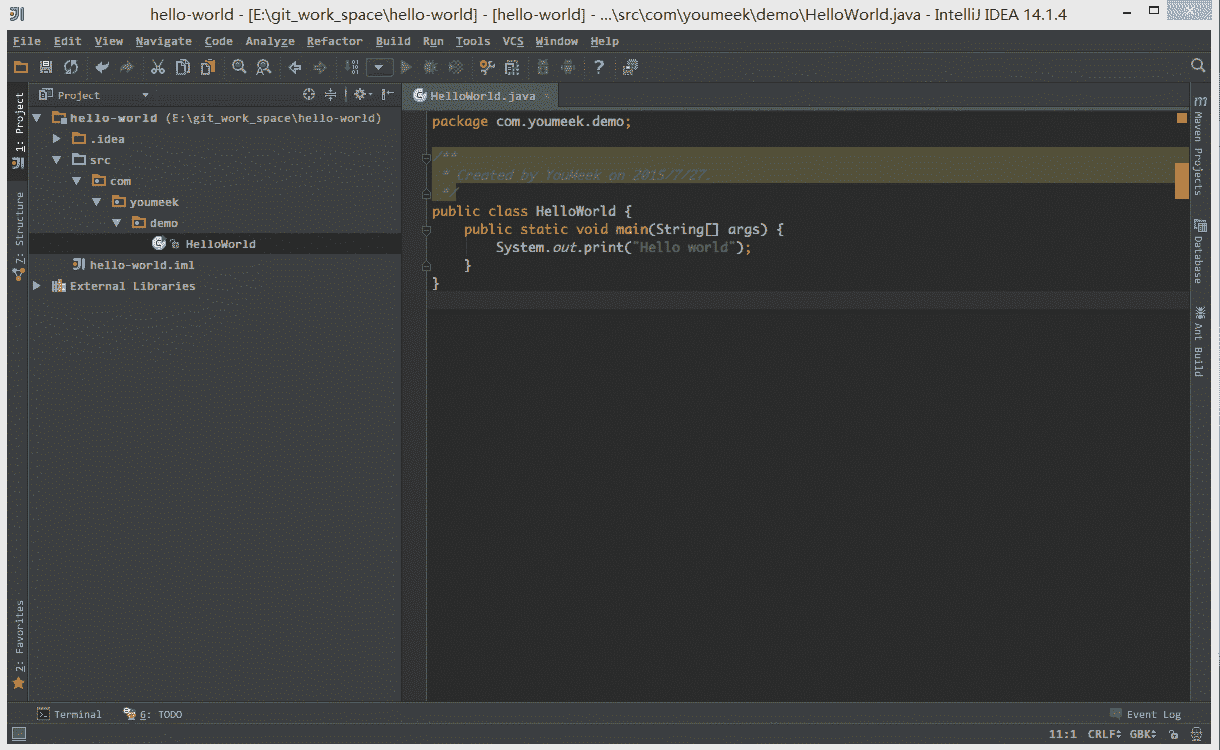 hello-world - [E:\git_work_space\hello-world] - [hello-world] - ...\src\com\youmeek\demo\HelloWorld.java - IntelliJ IDEA 14.1.4
File Edit View Navigate Code Analyze Refactor Build Run Tools VCS Window Help
Project
HelloWorld.java
1: Project
Z: Structure
2: Favorites
hello-world (E:\git_work_space\hello-world)
.idea
src
com
youmeek
demo
HelloWorld
hello-world.iml
External Libraries
package com.youmeek.demo;
/**
* Created by YouMeek on 2015/7/27.
*/
public class HelloWorld {
public static void main(String[] args) {
System.out.print("Hello world");
}
}
Maven Projects
Database
Ant Build
Terminal
6: TODO
Event Log
11:1 CRLF GBK